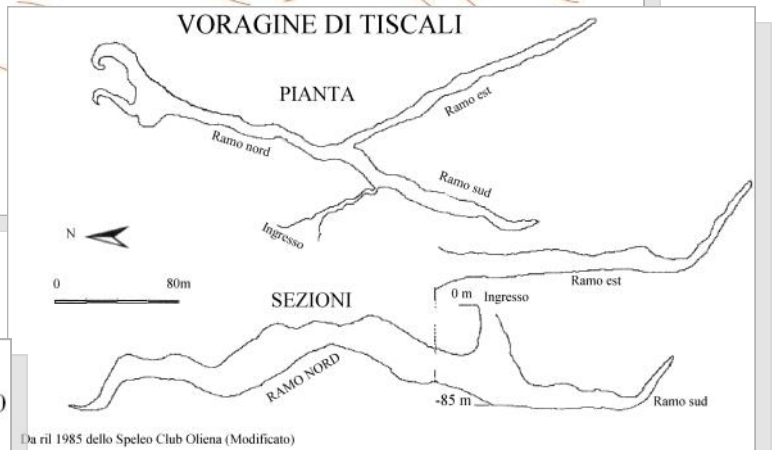 VORAGINE DI TISCALI
PIANTA
Ramo est
Ramo nord
Ramo sud
Ingresso
N
0 80m
SEZIONI
Ramo est
0 m Ingresso
RAMO NORD
-85 m
Ramo sud
Da ril 1985 dello Speleo Club Oliena (Modificato)